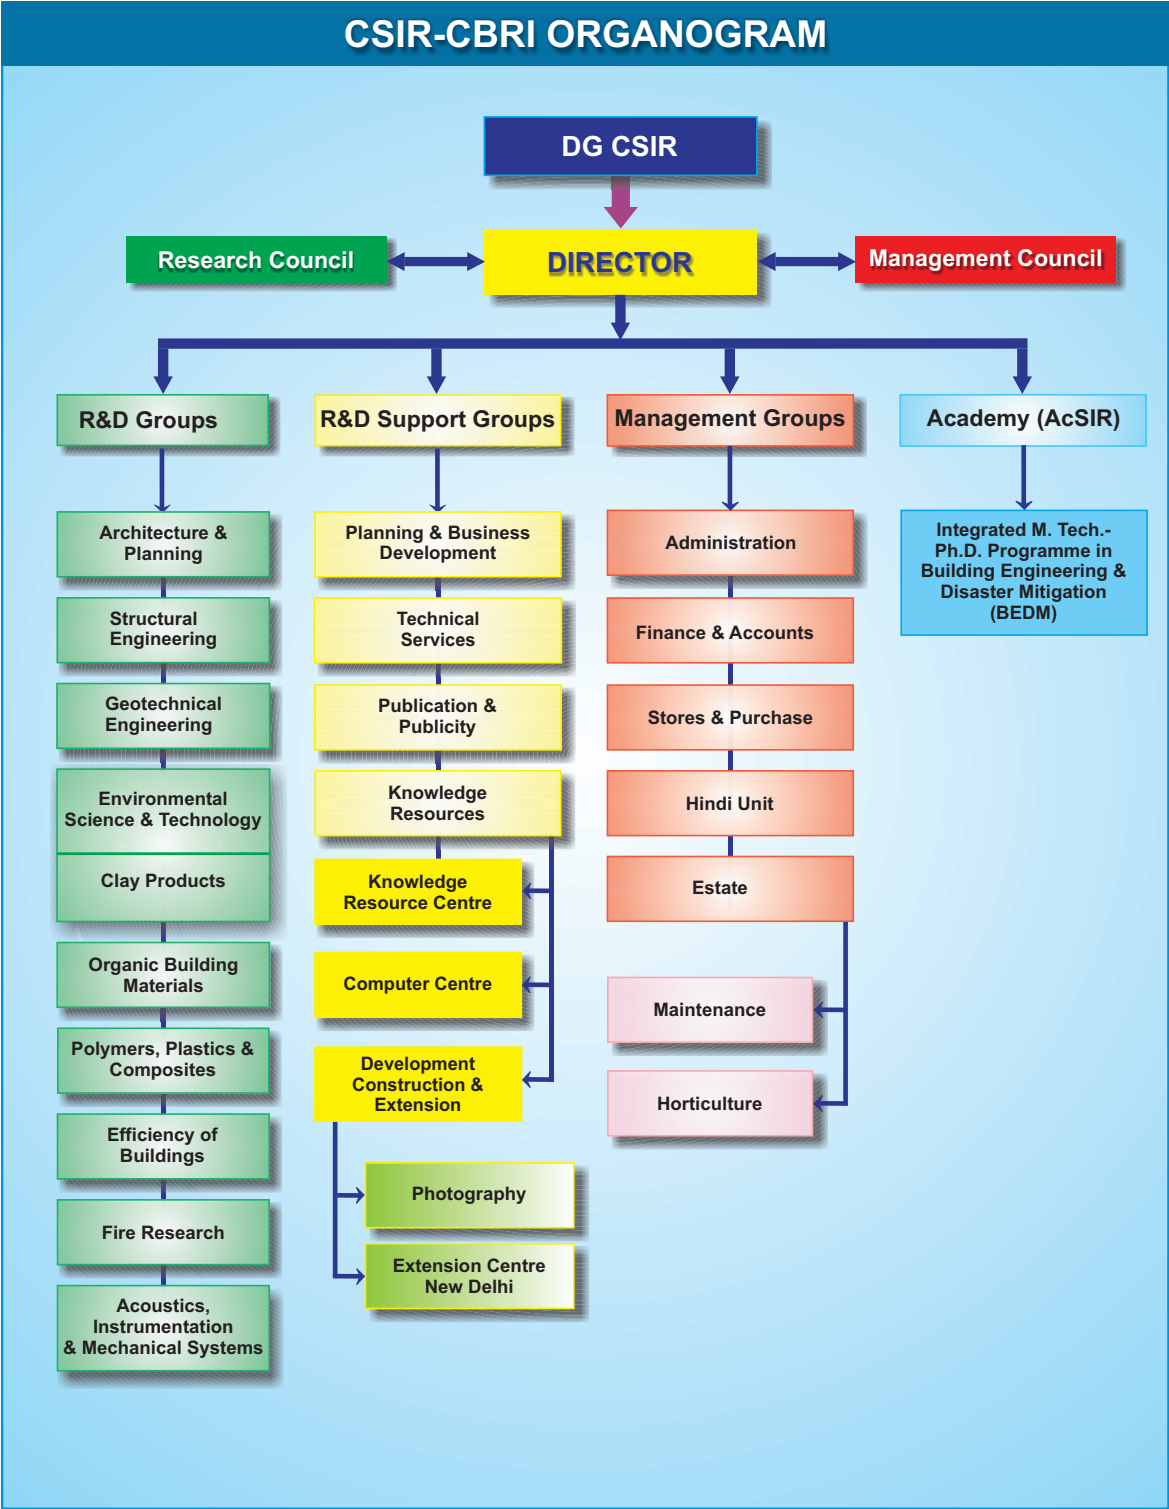 CSIR-CBRI ORGANOGRAM
DG CSIR
Research Council
DIRECTOR
Management Council
R&D Groups
R&D Support Groups
Management Groups
Academy (AcSIR)
Architecture &
Planning
Structural
Engineering
Geotechnical
Engineering
Environmental
Science & Technology
Clay Products
Organic Building
Materials
Polymers, Plastics &
Composites
Efficiency of
Buildings
Fire Research
Acoustics,
Instrumentation
& Mechanical Systems
Planning & Business
Development
Technical
Services
Publication &
Publicity
Knowledge
Resources
Knowledge
Resource Centre
Computer Centre
Development
Construction &
Extension
Photography
Extension Centre
New Delhi
Administration
Finance & Accounts
Stores & Purchase
Hindi Unit
Estate
Maintenance
Horticulture
Integrated M. Tech.-
Ph.D. Programme in
Building Engineering &
Disaster Mitigation
(BEDM)